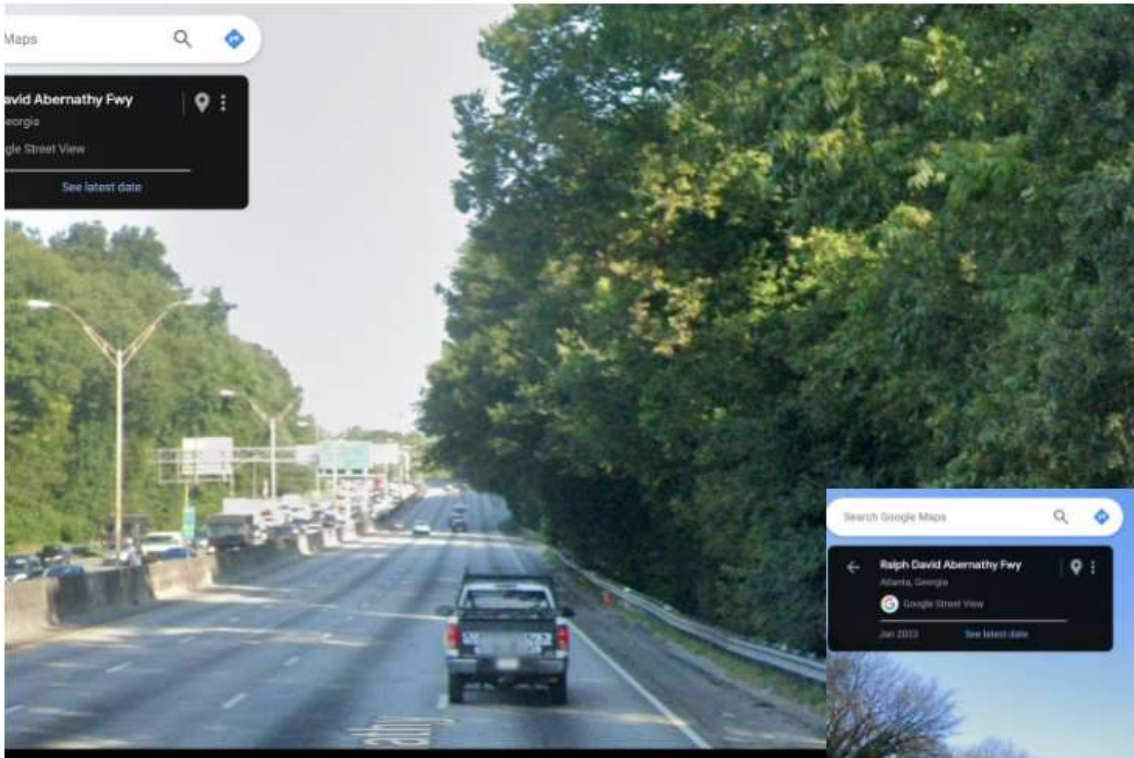 Maps
avid Abernathy Fwy
eorgia
gle Street View
See latest date
athy
Search Google Maps
Ralph David Abernathy Fwy
Atlanta, Georgia
Google Street View
Jan 2023
See latest date